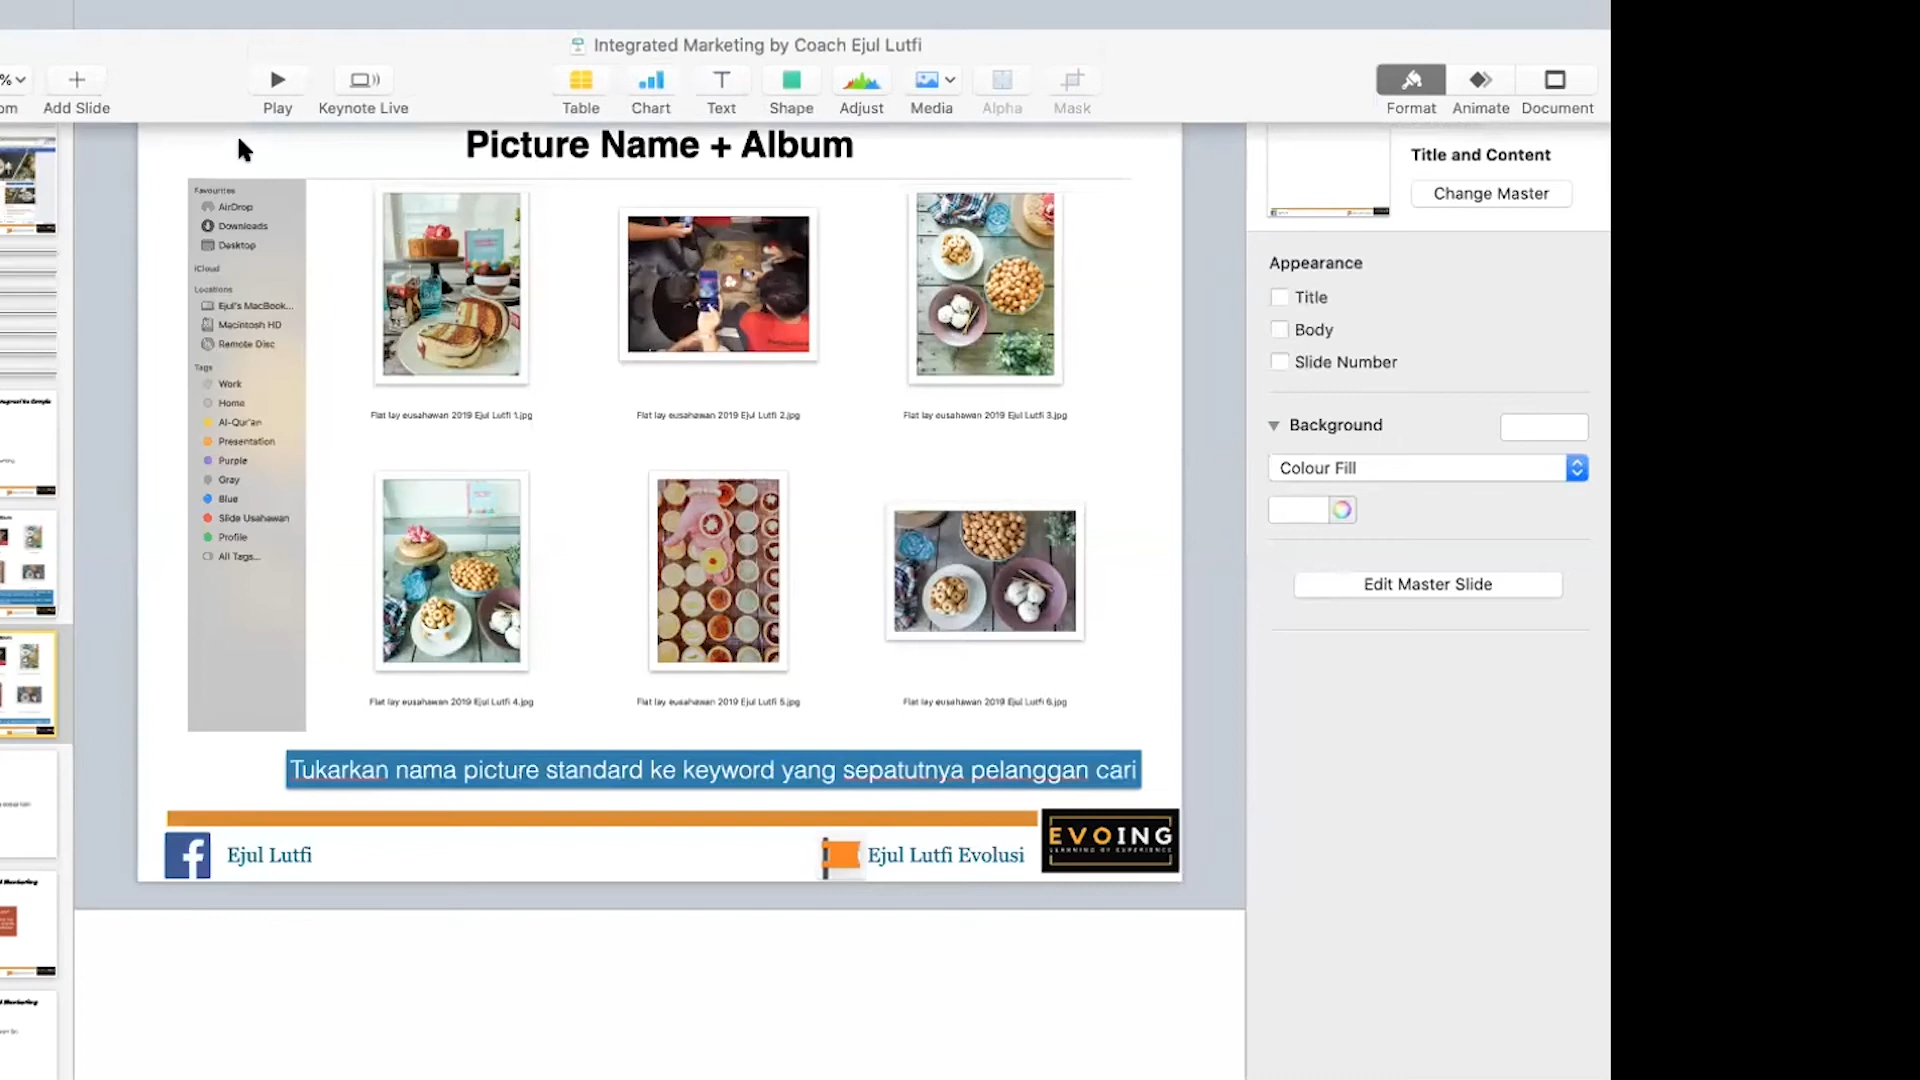 Integrated Marketing by Coach Ejul Lutfi
%
om
Add Slide
Play
Keynote Live
Table
Chart
Text
Shape
Adjust
Media
Alpha
Mask
Format
Animate
Document
Picture Name + Album
Favourites
AirDrop
Downloads
Desktop
iCloud
Locations
Ejul's MacBook...
Macintosh HD
Remote Disc
Tags
Work
Home
Al-Qur'an
Presentation
Purple
Gray
Blue
Slide Usahawan
Profile
All Tags...
Flat lay eusahawan 2019 Ejul Lutfi 1.jpg
Flat lay eusahawan 2019 Ejul Lutfi 2.jpg
Flat lay eusahawan 2019 Ejul Lutfi 3.jpg
Flat lay eusahawan 2019 Ejul Lutfi 4.jpg
Flat lay eusahawan 2019 Ejul Lutfi 5.jpg
Flat lay eusahawan 2019 Ejul Lutfi 6.jpg
Tukarkan nama picture standard ke keyword yang sepatutnya pelanggan cari
Ejul Lutfi
Ejul Lutfi Evolusi
EVOING
LEARNING BY EXPERIENCE
Title and Content
Change Master
Appearance
Title
Body
Slide Number
Background
Colour Fill
Edit Master Slide